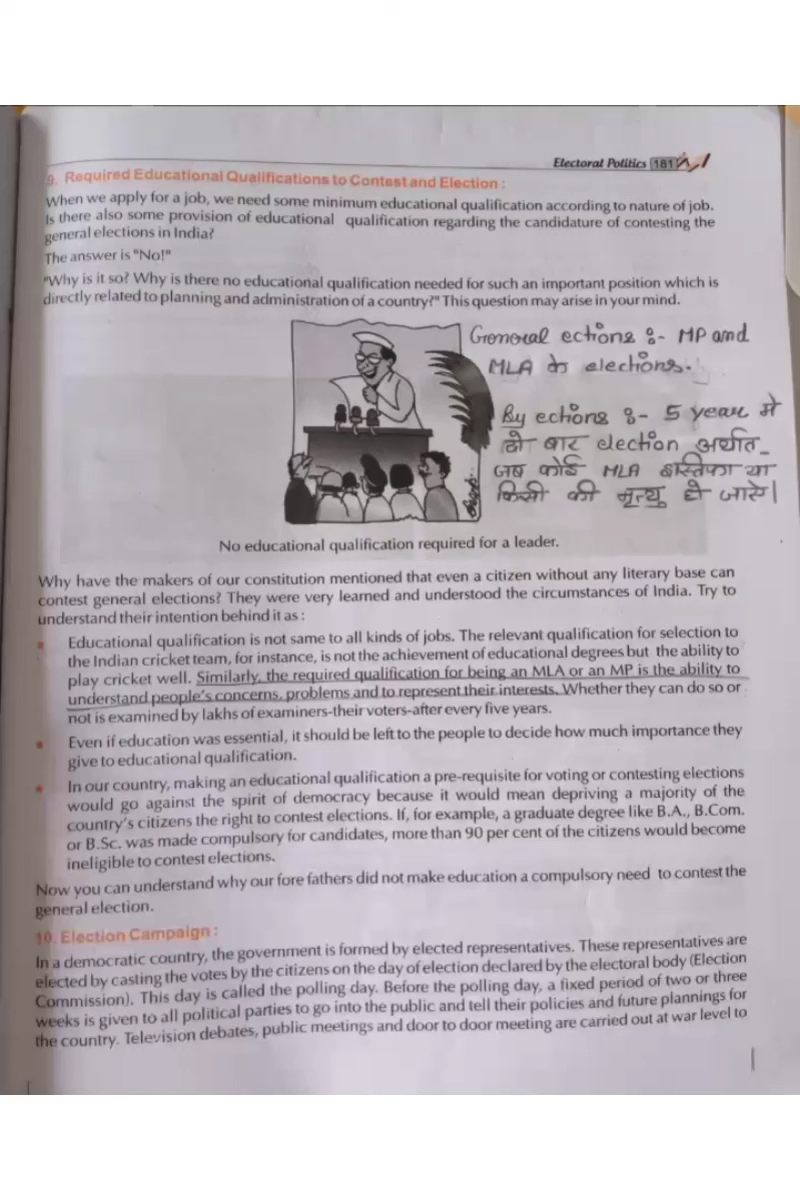 Electoral Politics 181
9. Required Educational Qualifications to Contest and Election :
When we apply for a job, we need some minimum educational qualification according to nature of job.
Is there also some provision of educational qualification regarding the candidature of contesting the
general elections in India?
The answer is "No!"
"Why is it so? Why is there no educational qualification needed for such an important position which is
directly related to planning and administration of a country?" This question may arise in your mind.
General ections :- MP and
MLA के elections.
By ections :- 5 year मे
दो बार election अर्थात
जब कोई MLA इस्तिफा या
किसी की मृत्यु हो जाऐ।
No educational qualification required for a leader.
Why have the makers of our constitution mentioned that even a citizen without any literary base can
contest general elections? They were very learned and understood the circumstances of India. Try to
understand their intention behind it as :
• Educational qualification is not same to all kinds of jobs. The relevant qualification for selection to
the Indian cricket team, for instance, is not the achievement of educational degrees but the ability to
play cricket well. Similarly, the required qualification for being an MLA or an MP is the ability to
understand people's concerns, problems and to represent their interests. Whether they can do so or
not is examined by lakhs of examiners-their voters-after every five years.
• Even if education was essential, it should be left to the people to decide how much importance they
give to educational qualification.
• In our country, making an educational qualification a pre-requisite for voting or contesting elections
would go against the spirit of democracy because it would mean depriving a majority of the
country's citizens the right to contest elections. If, for example, a graduate degree like B.A., B.Com.
or B.Sc. was made compulsory for candidates, more than 90 per cent of the citizens would become
ineligible to contest elections.
Now you can understand why our fore fathers did not make education a compulsory need to contest the
general election.
10. Election Campaign :
In a democratic country, the government is formed by elected representatives. These representatives are
elected by casting the votes by the citizens on the day of election declared by the electoral body (Election
Commission). This day is called the polling day. Before the polling day, a fixed period of two or three
weeks is given to all political parties to go into the public and tell their policies and future plannings for
the country. Television debates, public meetings and door to door meeting are carried out at war level to